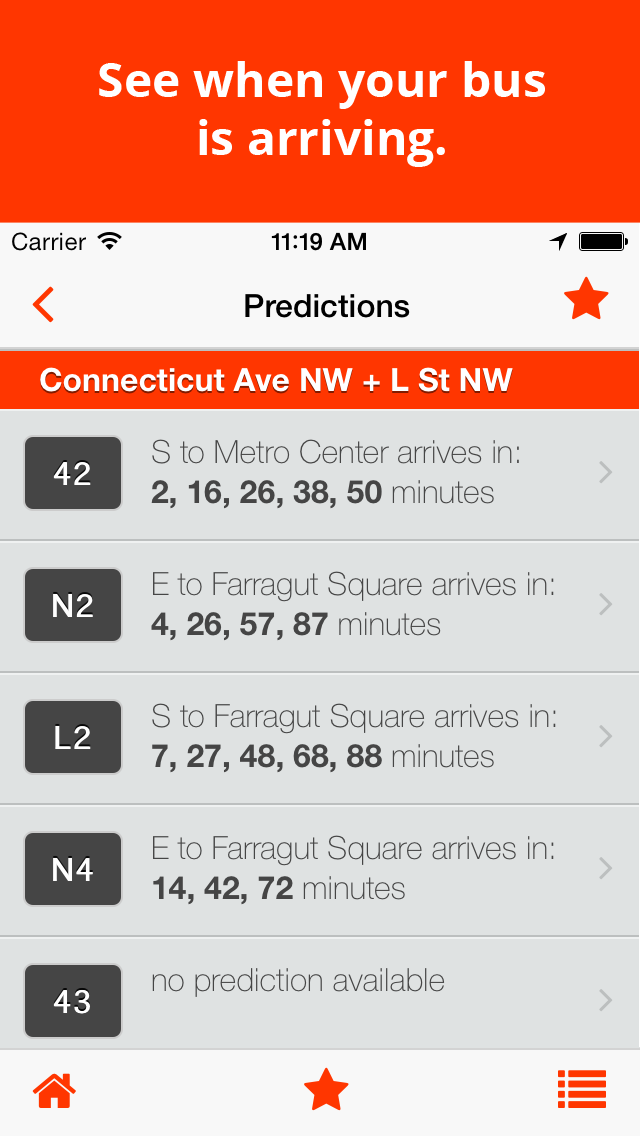 See when your bus
is arriving.
Carrier 11:19 AM
Predictions
Connecticut Ave NW + L St NW
42
S to Metro Center arrives in:
2, 16, 26, 38, 50 minutes
N2
E to Farragut Square arrives in:
4, 26, 57, 87 minutes
L2
S to Farragut Square arrives in:
7, 27, 48, 68, 88 minutes
N4
E to Farragut Square arrives in:
14, 42, 72 minutes
43
no prediction available